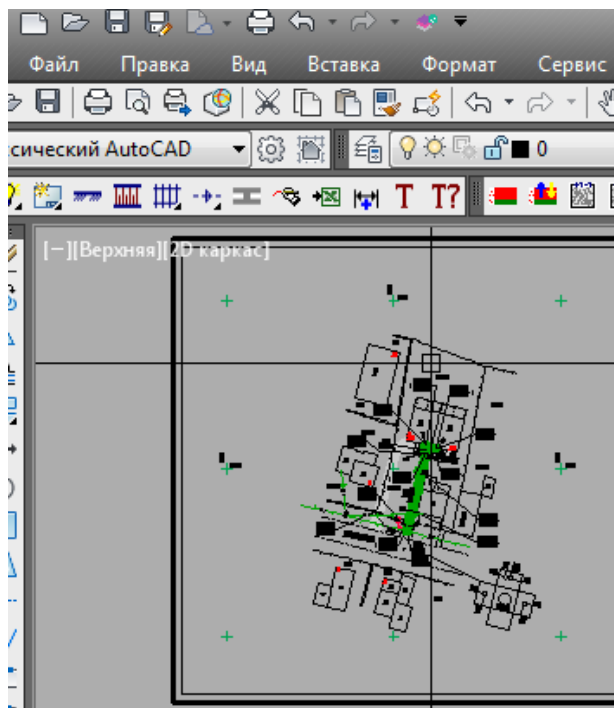 Файл Правка Вид Вставка Формат Сервис
сический AutoCAD 0
T T?
[−][Верхняя][2D каркас]